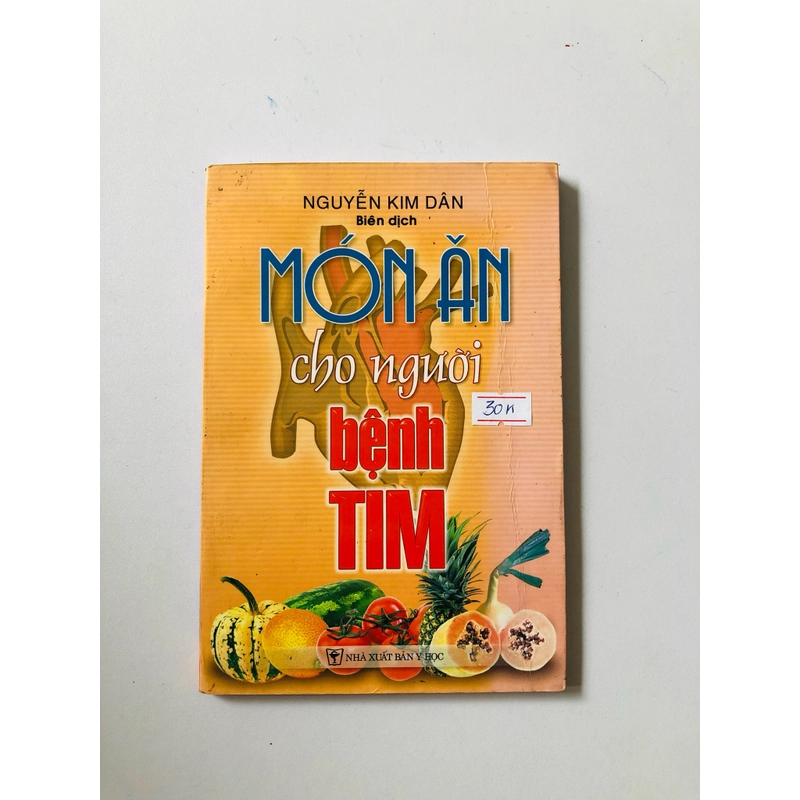 NGUYỄN KIM DÂN
Biên dịch
MÓN ĂN
cho người
30K
bệnh
TIM
NHÀ XUẤT BẢN Y HỌC